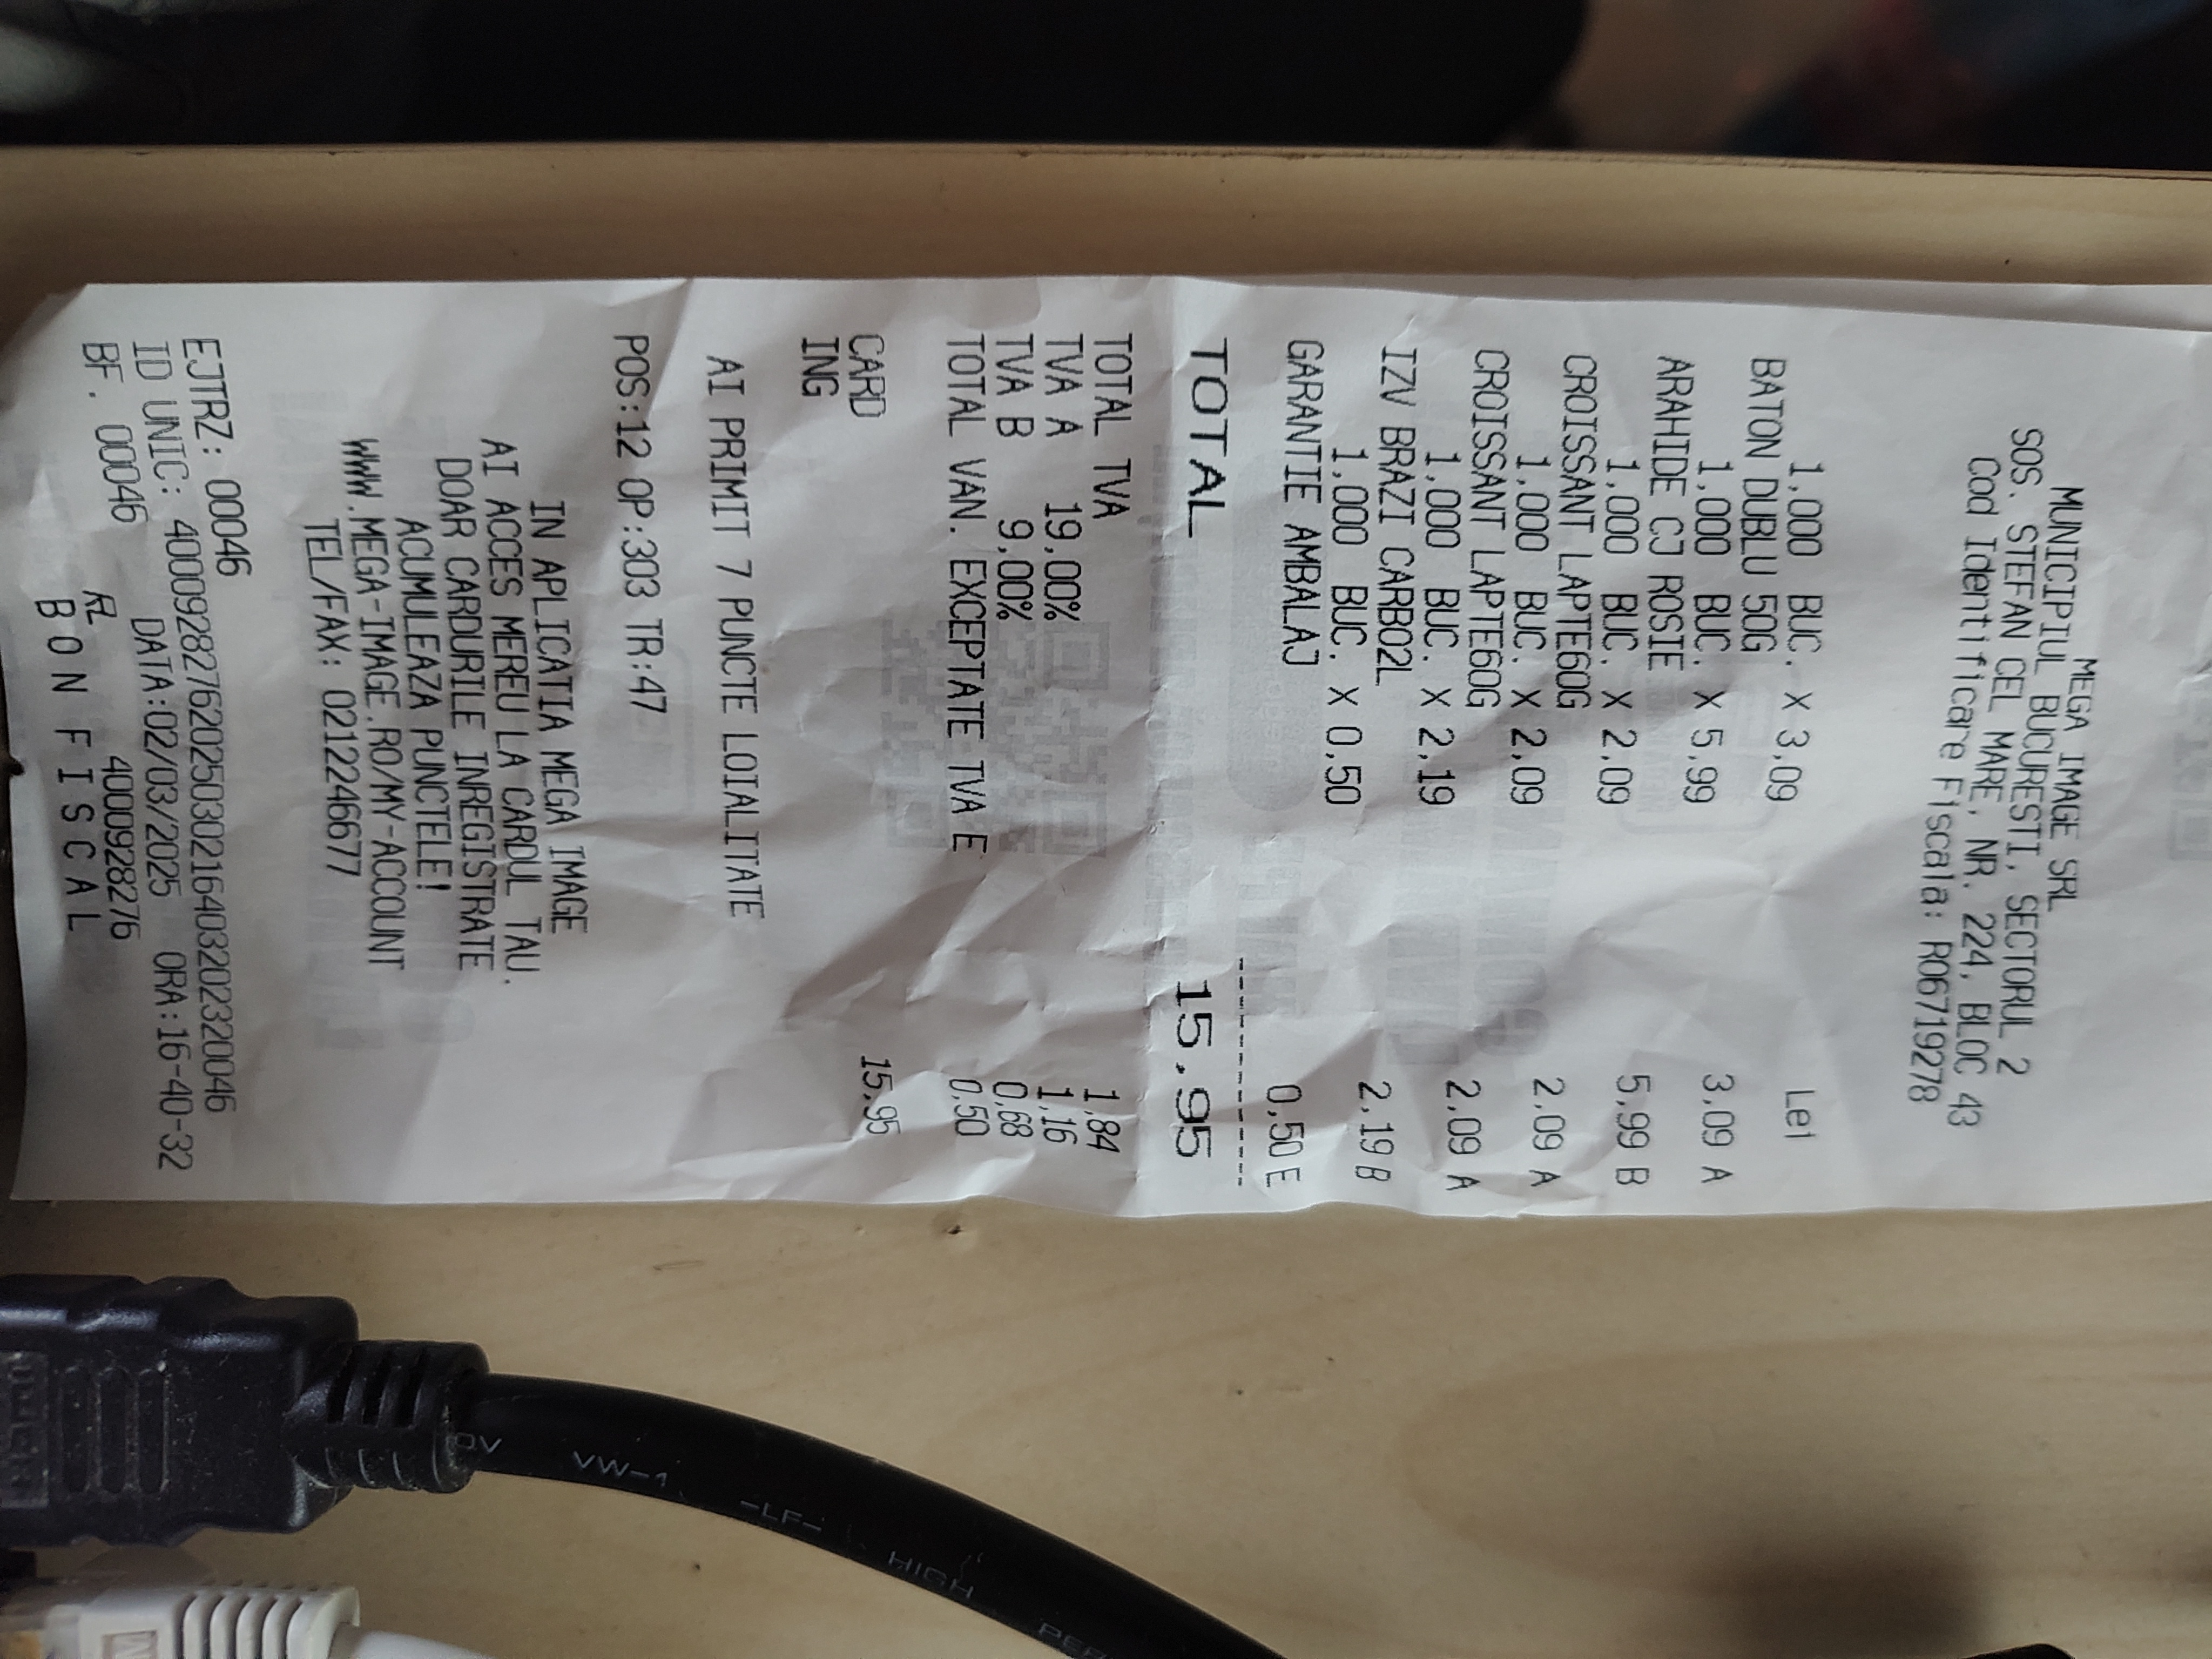 MEGA IMAGE SRL
MUNICIPIUL BUCURESTI, SECTORUL 2
SOS. STEFAN CEL MARE, NR. 224, BLOC 43
Cod Identificare Fiscala: RO6719278
Lei
1,000 BUC. X 3,09
BATON DUBLU 50G 3,09 A
1,000 BUC. X 5,99
ARAHIDE CJ ROSIE 5,99 B
1,000 BUC. X 2,09
CROISSANT LAPTE60G 2,09 A
1,000 BUC. X 2,09
CROISSANT LAPTE60G 2,09 A
1,000 BUC. X 2,19
IZV BRAZI CARBO2L 2,19 B
1,000 BUC. X 0,50
GARANTIE AMBALAJ 0,50 E
TOTAL 15,95
TOTAL TVA 1,84
TVA A 19,00% 1,16
TVA B 9,00% 0,68
TOTAL VAN. EXCEPTATE TVA E 0,50
CARD 15,95
ING
AI PRIMIT 7 PUNCTE LOIALITATE
POS:12 OP:303 TR:47
IN APLICATIA MEGA IMAGE
AI ACCES MEREU LA CARDUL TAU.
DOAR CARDURILE INREGISTRATE
ACUMULEAZA PUNCTELE!
WWW.MEGA-IMAGE.RO/MY-ACCOUNT
TEL/FAX: 0212246677
EJTRZ: 00046
ID UNIC: 40009282762025030216403202320046
BF. 00046 DATA:02/03/2025 ORA:16-40-32
4000928276
BON FISCAL
HIGH
-LF-
VW-1